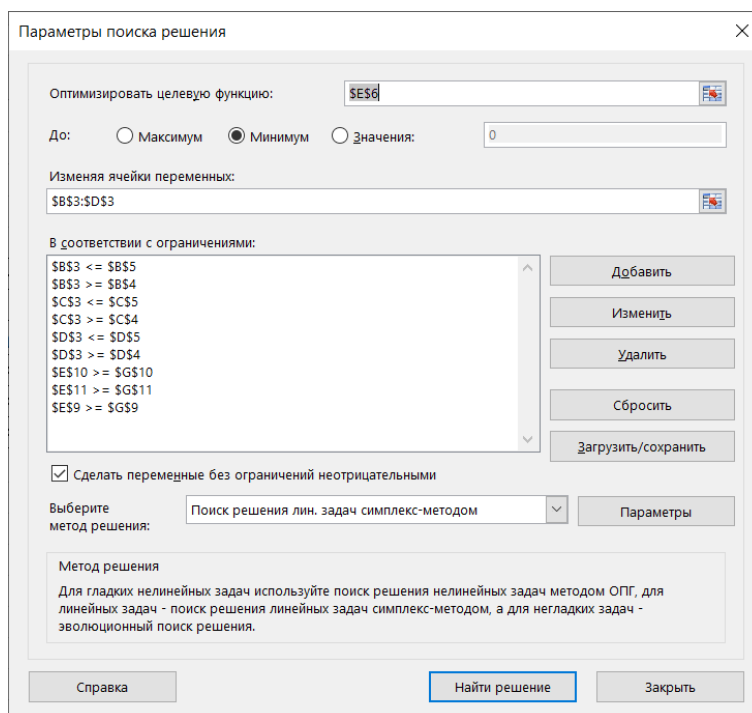 Параметры поиска решения
Оптимизировать целевую функцию: $E$6
До: Максимум Минимум Значения: 0
Изменяя ячейки переменных:
$B$3:$D$3
В соответствии с ограничениями:
$B$3 <= $B$5
$B$3 >= $B$4
$C$3 <= $C$5
$C$3 >= $C$4
$D$3 <= $D$5
$D$3 >= $D$4
$E$10 >= $G$10
$E$11 >= $G$11
$E$9 >= $G$9
Добавить
Изменить
Удалить
Сбросить
Загрузить/сохранить
Сделать переменные без ограничений неотрицательными
Выберите
метод решения:
Поиск решения лин. задач симплекс-методом
Параметры
Метод решения
Для гладких нелинейных задач используйте поиск решения нелинейных задач методом ОПГ, для
линейных задач - поиск решения линейных задач симплекс-методом, а для негладких задач -
эволюционный поиск решения.
Справка
Найти решение
Закрыть